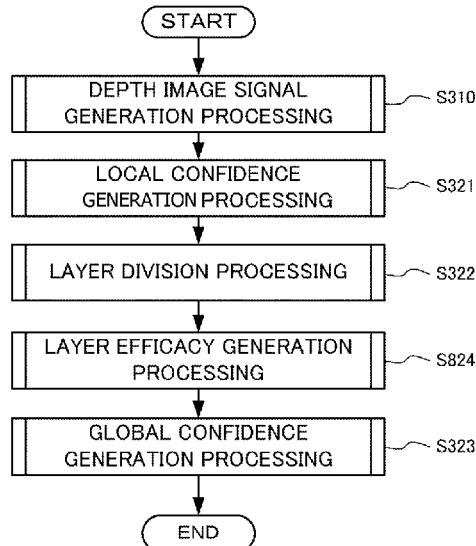 START
DEPTH IMAGE SIGNAL
GENERATION PROCESSING
S310
LOCAL CONFIDENCE
GENERATION PROCESSING
S321
LAYER DIVISION PROCESSING
S322
LAYER EFFICACY GENERATION
PROCESSING
S824
GLOBAL CONFIDENCE
GENERATION PROCESSING
S323
END